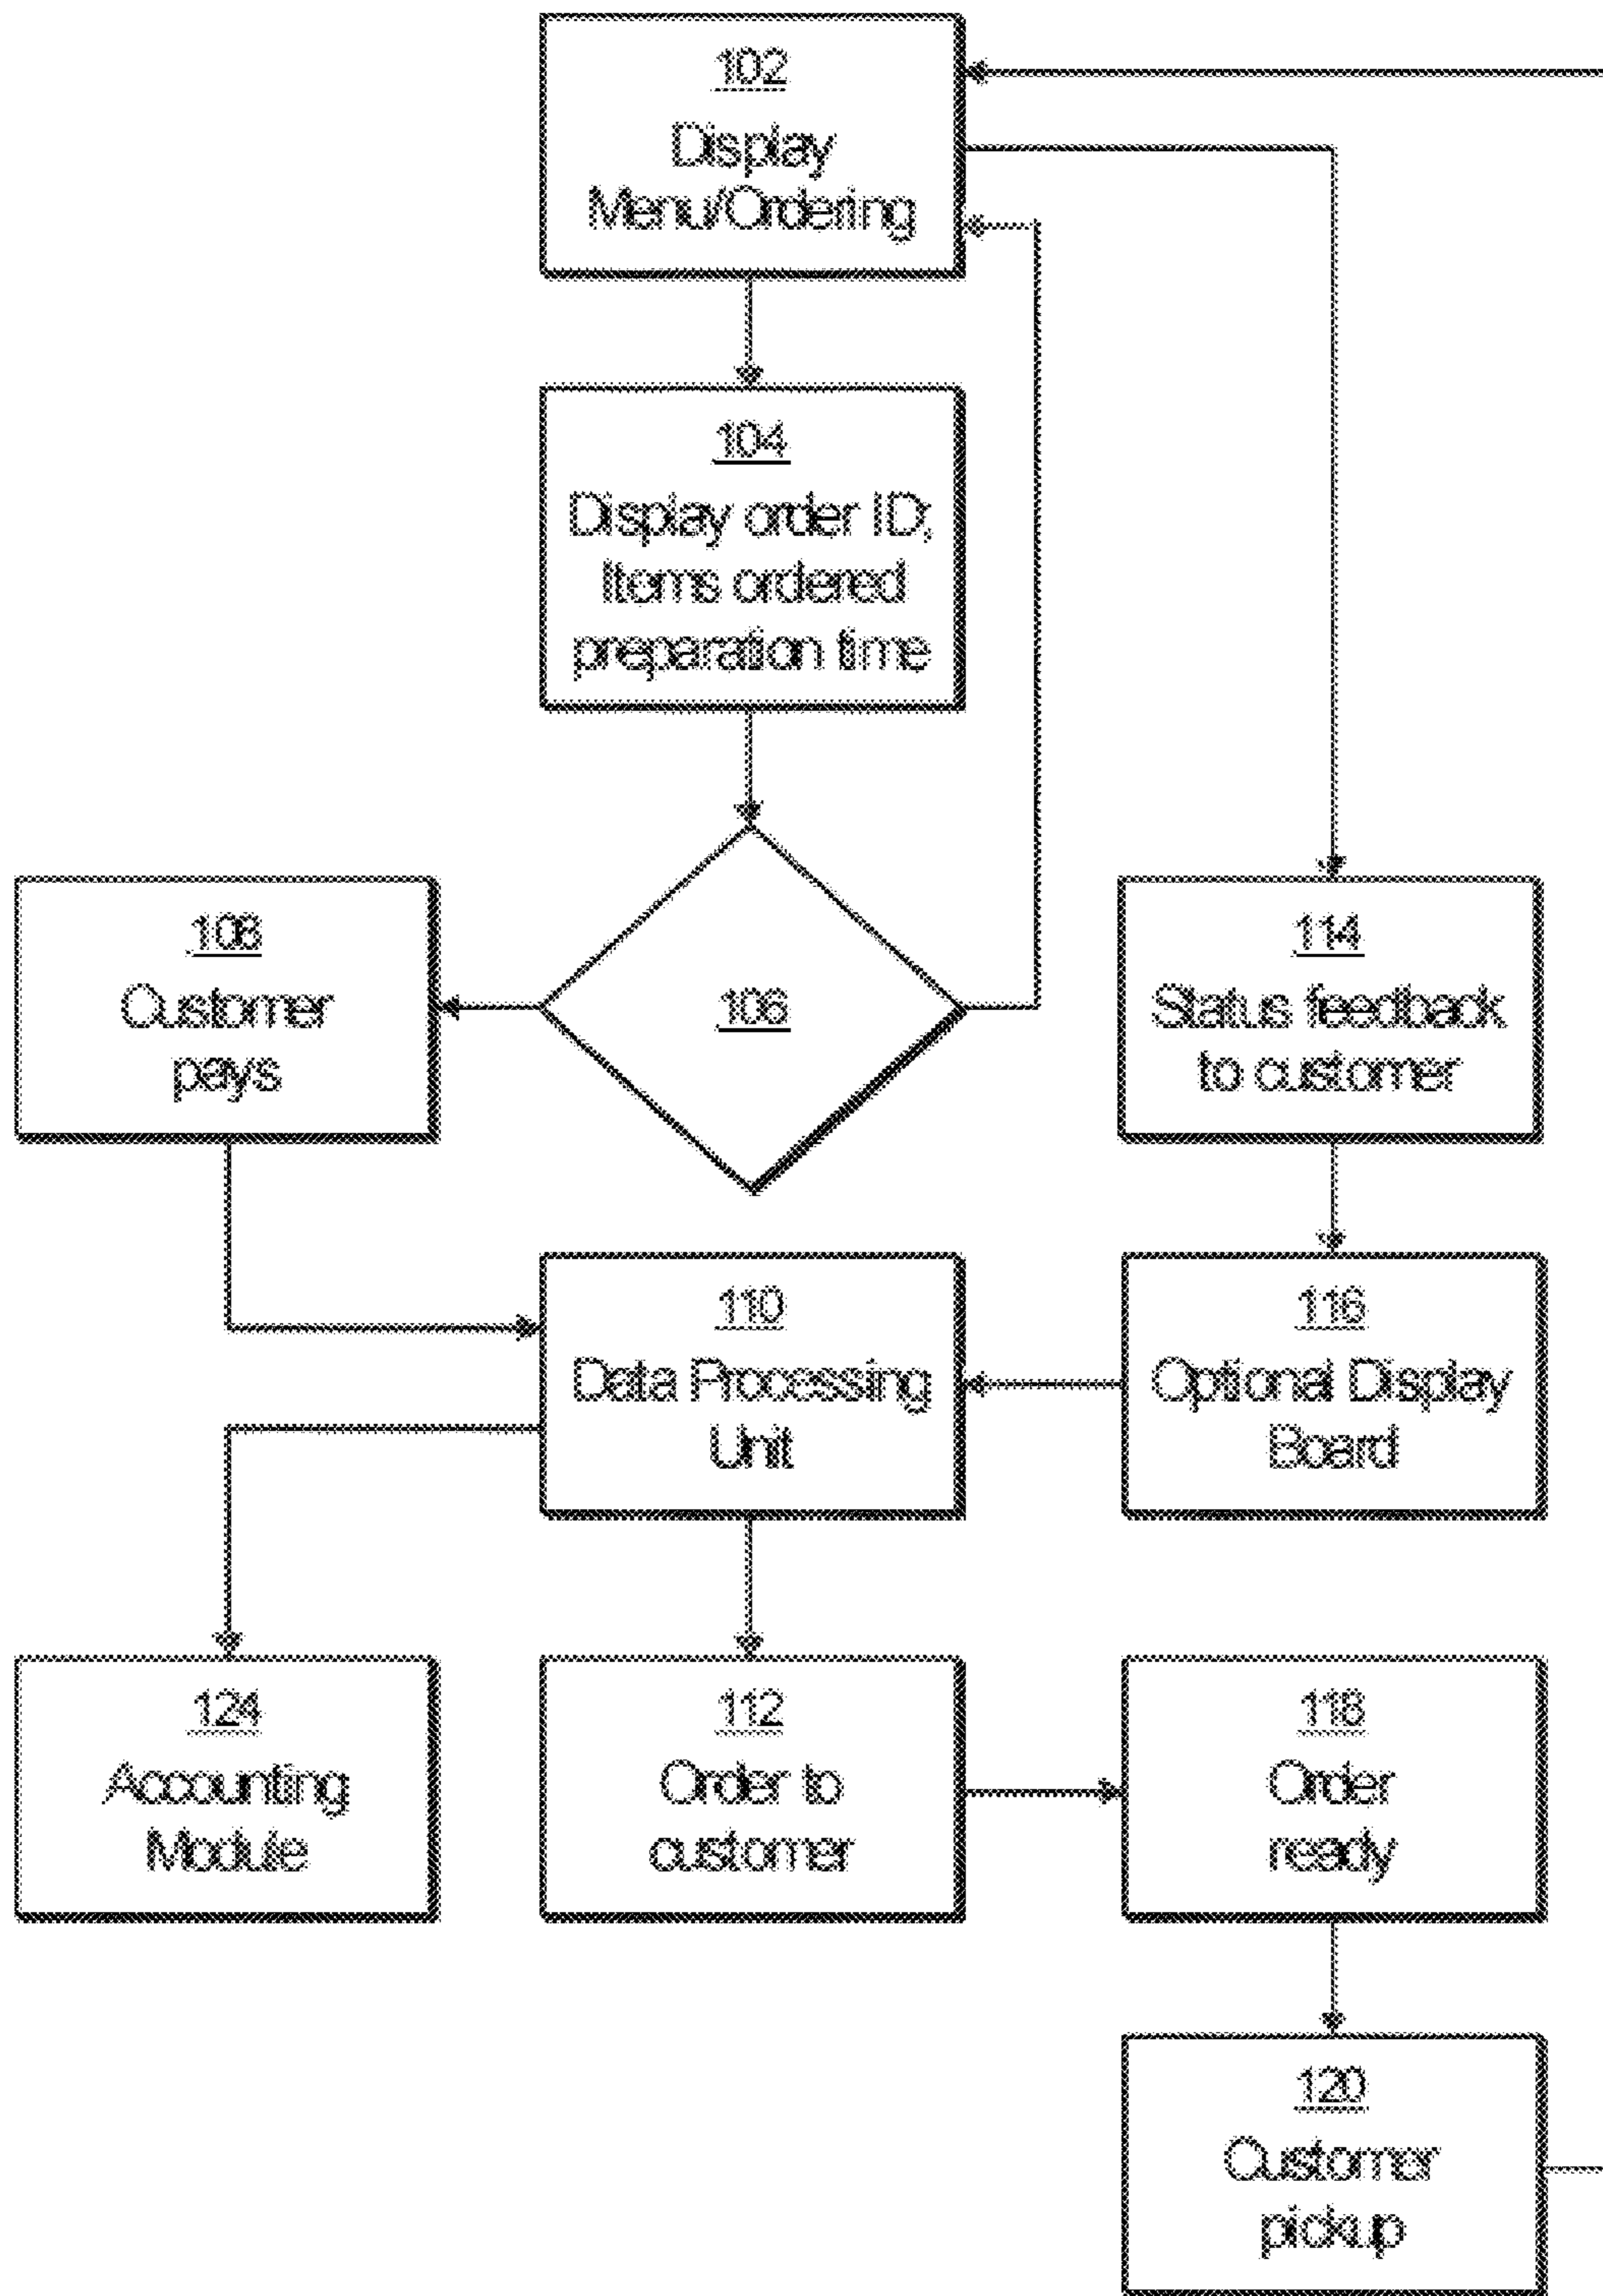 102
Display
Menu/Ordering
104
Display order ID;
Items ordered
preparation time
106
108
Customer
pays
114
Status feedback
to customer
110
Data Processing
Unit
116
Optional Display
Board
124
Accounting
Module
112
Order to
customer
118
Order
ready
120
Customer
pickup